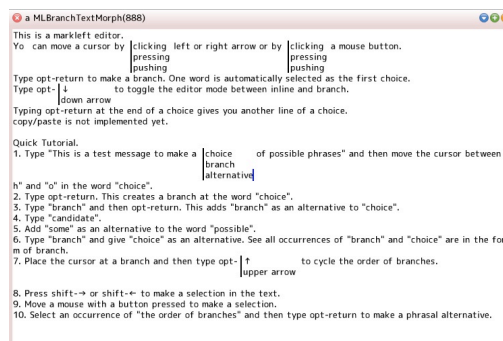 a MLBranchTextMorph(888)
This is a markleft editor.
Yo can move a cursor by clicking left or right arrow or by clicking a mouse button.
pressing pressing
pushing pushing
Type opt-return to make a branch. One word is automatically selected as the first choice.
Type opt- ↓ to toggle the editor mode between inline and branch.
down arrow
Typing opt-return at the end of a choice gives you another line of a choice.
copy/paste is not implemented yet.
Quick Tutorial.
1. Type "This is a test message to make a choice of possible phrases" and then move the cursor between
branch
alternative
h" and "o" in the word "choice".
2. Type opt-return. This creates a branch at the word "choice".
3. Type "branch" and then opt-return. This adds "branch" as an alternative to "choice".
4. Type "candidate".
5. Add "some" as an alternative to the word "possible".
6. Type "branch" and give "choice" as an alternative. See all occurrences of "branch" and "choice" are in the for
m of branch.
7. Place the cursor at a branch and then type opt- ↑ to cycle the order of branches.
upper arrow
8. Press shift-→ or shift-← to make a selection in the text.
9. Move a mouse with a button pressed to make a selection.
10. Select an occurrence of "the order of branches" and then type opt-return to make a phrasal alternative.